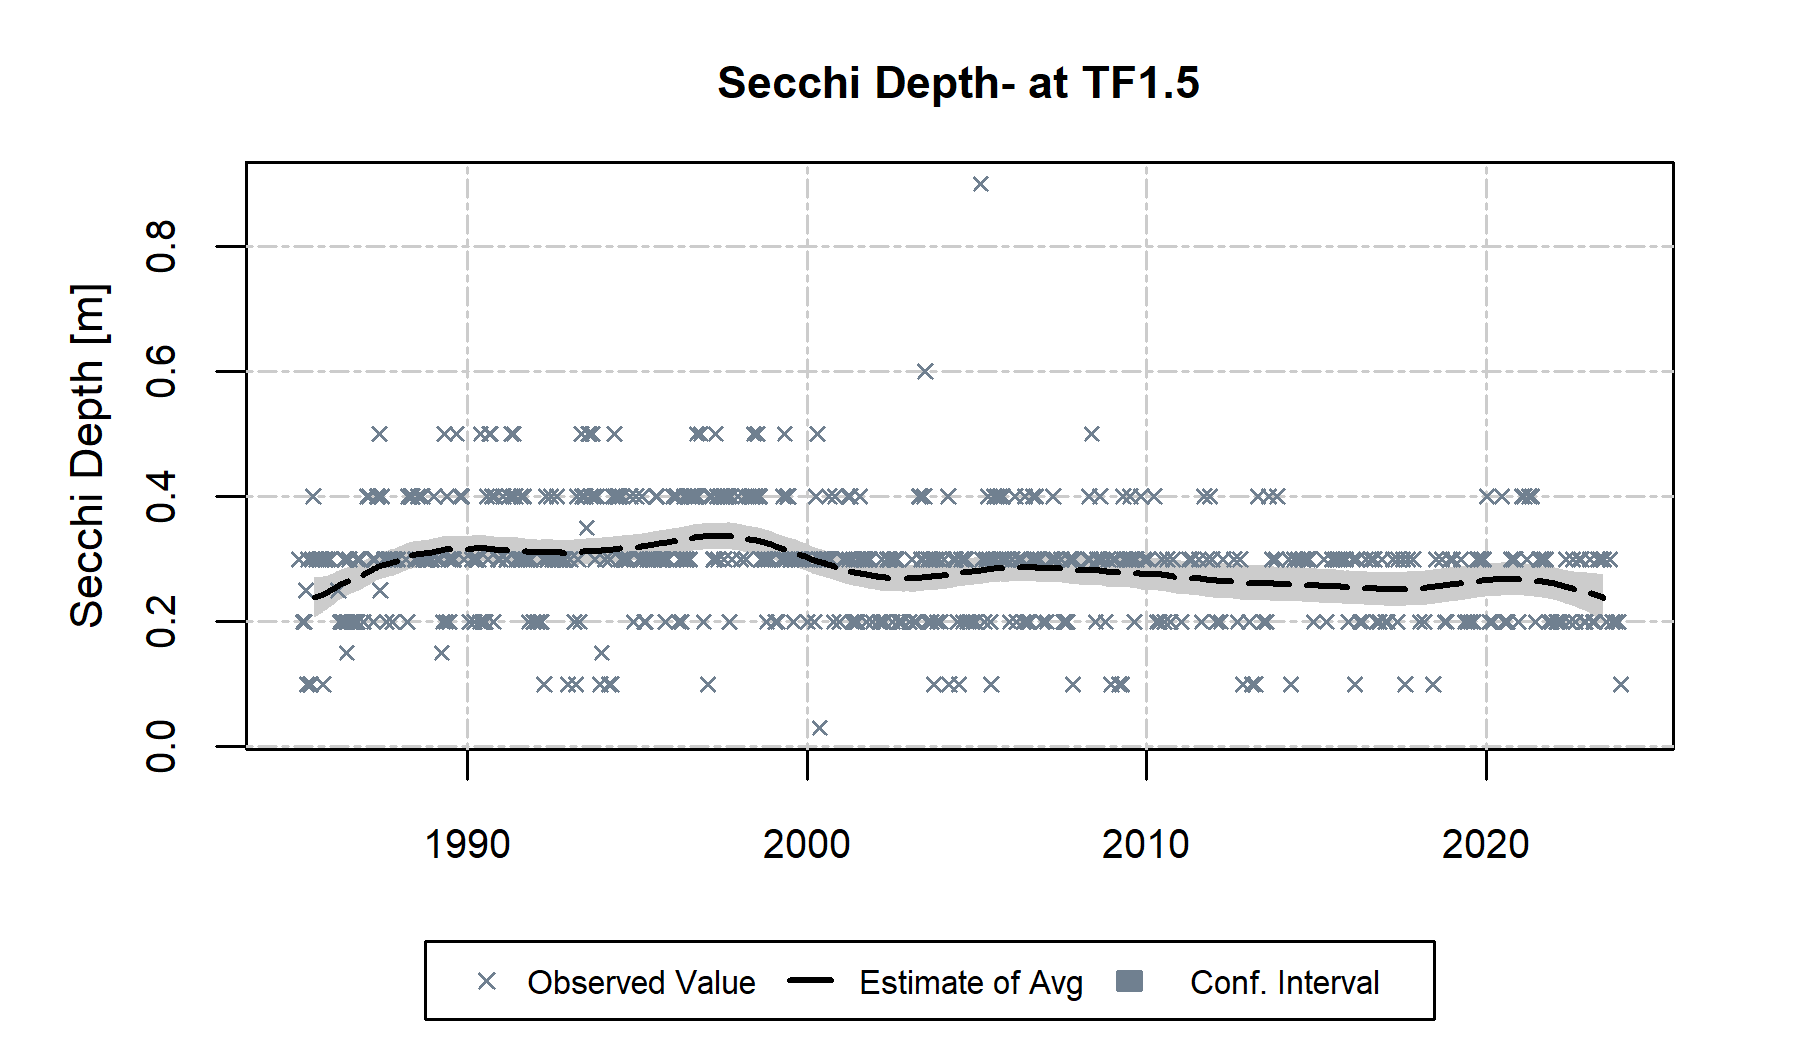 Secchi Depth- at TF1.5
Secchi Depth [m]
0.8
0.6
0.4
0.2
0.0
1990 2000 2010 2020
Observed Value Estimate of Avg Conf. Interval